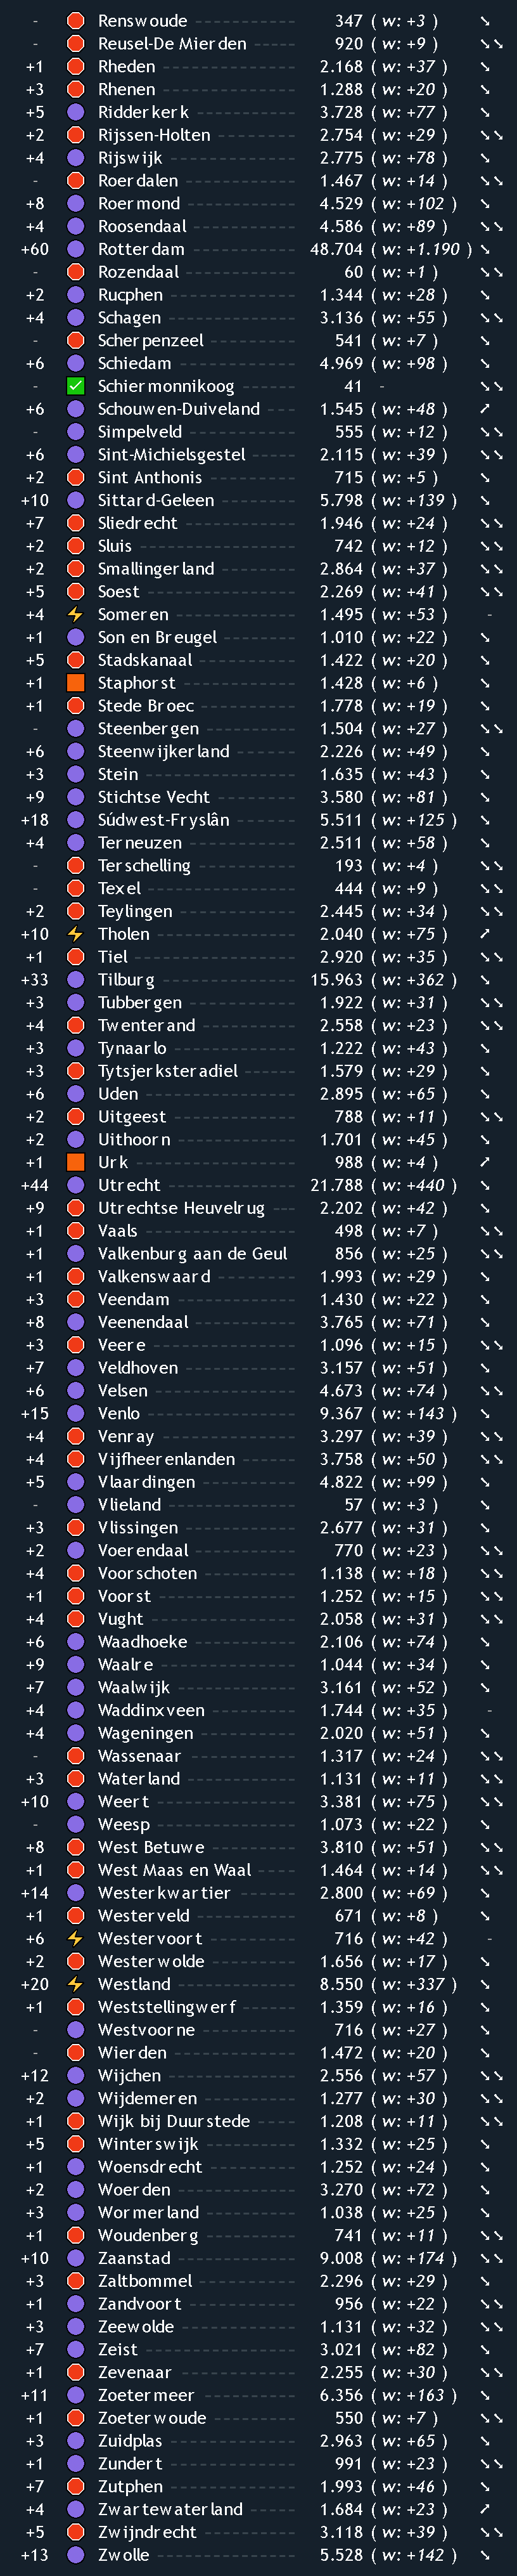 - Renswoude 347 ( w: +3 ) ➘
- Reusel-De Mierden 920 ( w: +9 ) ➘➘
+1 Rheden 2.168 ( w: +37 ) ➘
+3 Rhenen 1.288 ( w: +20 ) ➘
+5 Ridderkerk 3.728 ( w: +77 ) ➘
+2 Rijssen-Holten 2.754 ( w: +29 ) ➘➘
+4 Rijswijk 2.775 ( w: +78 ) ➘
- Roerdalen 1.467 ( w: +14 ) ➘➘
+8 Roermond 4.529 ( w: +102 ) ➘
+4 Roosendaal 4.586 ( w: +89 ) ➘➘
+60 Rotterdam 48.704 ( w: +1.190 ) ➘
- Rozendaal 60 ( w: +1 ) ➘➘
+2 Rucphen 1.344 ( w: +28 ) ➘
+4 Schagen 3.136 ( w: +55 ) ➘➘
- Scherpenzeel 541 ( w: +7 ) ➘
+6 Schiedam 4.969 ( w: +98 ) ➘
- Schiermonnikoog 41 - ➘➘
+6 Schouwen-Duiveland 1.545 ( w: +48 ) ➚
- Simpelveld 555 ( w: +12 ) ➘➘
+6 Sint-Michielsgestel 2.115 ( w: +39 ) ➘➘
+2 Sint Anthonis 715 ( w: +5 ) ➘
+10 Sittard-Geleen 5.798 ( w: +139 ) ➘
+7 Sliedrecht 1.946 ( w: +24 ) ➘➘
+2 Sluis 742 ( w: +12 ) ➘➘
+2 Smallingerland 2.864 ( w: +37 ) ➘➘
+5 Soest 2.269 ( w: +41 ) ➘➘
+4 Someren 1.495 ( w: +53 ) -
+1 Son en Breugel 1.010 ( w: +22 ) ➘
+5 Stadskanaal 1.422 ( w: +20 ) ➘
+1 Staphorst 1.428 ( w: +6 ) ➘
+1 Stede Broec 1.778 ( w: +19 ) ➘
- Steenbergen 1.504 ( w: +27 ) ➘➘
+6 Steenwijkerland 2.226 ( w: +49 ) ➘
+3 Stein 1.635 ( w: +43 ) ➘
+9 Stichtse Vecht 3.580 ( w: +81 ) ➘
+18 Súdwest-Fryslân 5.511 ( w: +125 ) ➘
+4 Terneuzen 2.511 ( w: +58 ) ➘
- Terschelling 193 ( w: +4 ) ➘➘
- Texel 444 ( w: +9 ) ➘➘
+2 Teylingen 2.445 ( w: +34 ) ➘➘
+10 Tholen 2.040 ( w: +75 ) ➚
+1 Tiel 2.920 ( w: +35 ) ➘➘
+33 Tilburg 15.963 ( w: +362 ) ➘
+3 Tubbergen 1.922 ( w: +31 ) ➘➘
+4 Twenterand 2.558 ( w: +23 ) ➘➘
+3 Tynaarlo 1.222 ( w: +43 ) ➘
+3 Tytsjerksteradiel 1.579 ( w: +29 ) ➘
+6 Uden 2.895 ( w: +65 ) ➘
+2 Uitgeest 788 ( w: +11 ) ➘➘
+2 Uithoorn 1.701 ( w: +45 ) ➘
+1 Urk 988 ( w: +4 ) ➚
+44 Utrecht 21.788 ( w: +440 ) ➘
+9 Utrechtse Heuvelrug 2.202 ( w: +42 ) ➘
+1 Vaals 498 ( w: +7 ) ➘➘
+1 Valkenburg aan de Geul 856 ( w: +25 ) ➘➘
+1 Valkenswaard 1.993 ( w: +29 ) ➘
+3 Veendam 1.430 ( w: +22 ) ➘
+8 Veenendaal 3.765 ( w: +71 ) ➘
+3 Veere 1.096 ( w: +15 ) ➘➘
+7 Veldhoven 3.157 ( w: +51 ) ➘
+6 Velsen 4.673 ( w: +74 ) ➘➘
+15 Venlo 9.367 ( w: +143 ) ➘
+4 Venray 3.297 ( w: +39 ) ➘➘
+4 Vijfheerenlanden 3.758 ( w: +50 ) ➘➘
+5 Vlaardingen 4.822 ( w: +99 ) ➘
- Vlieland 57 ( w: +3 ) ➘
+3 Vlissingen 2.677 ( w: +31 ) ➘
+2 Voerendaal 770 ( w: +23 ) ➘➘
+4 Voorschoten 1.138 ( w: +18 ) ➘➘
+1 Voorst 1.252 ( w: +15 ) ➘➘
+4 Vught 2.058 ( w: +31 ) ➘➘
+6 Waadhoeke 2.106 ( w: +74 ) ➘
+9 Waalre 1.044 ( w: +34 ) ➘
+7 Waalwijk 3.161 ( w: +52 ) ➘
+4 Waddinxveen 1.744 ( w: +35 ) -
+4 Wageningen 2.020 ( w: +51 ) ➘
- Wassenaar 1.317 ( w: +24 ) ➘➘
+3 Waterland 1.131 ( w: +11 ) ➘➘
+10 Weert 3.381 ( w: +75 ) ➘➘
- Weesp 1.073 ( w: +22 ) ➘
+8 West Betuwe 3.810 ( w: +51 ) ➘➘
+1 West Maas en Waal 1.464 ( w: +14 ) ➘➘
+14 Westerkwartier 2.800 ( w: +69 ) ➘
+1 Westerveld 671 ( w: +8 ) ➘
+6 Westervoort 716 ( w: +42 ) -
+2 Westerwolde 1.656 ( w: +17 ) ➘
+20 Westland 8.550 ( w: +337 ) ➘
+1 Weststellingwerf 1.359 ( w: +16 ) ➘
- Westvoorne 716 ( w: +27 ) ➘
- Wierden 1.472 ( w: +20 ) ➘
+12 Wijchen 2.556 ( w: +57 ) ➘➘
+2 Wijdemeren 1.277 ( w: +30 ) ➘➘
+1 Wijk bij Duurstede 1.208 ( w: +11 ) ➘➘
+5 Winterswijk 1.332 ( w: +25 ) ➘
+1 Woensdrecht 1.252 ( w: +24 ) ➘
+2 Woerden 3.270 ( w: +72 ) ➘
+3 Wormerland 1.038 ( w: +25 ) ➘
+1 Woudenberg 741 ( w: +11 ) ➘➘
+10 Zaanstad 9.008 ( w: +174 ) ➘➘
+3 Zaltbommel 2.296 ( w: +29 ) ➘
+1 Zandvoort 956 ( w: +22 ) ➘➘
+3 Zeewolde 1.131 ( w: +32 ) ➘➘
+7 Zeist 3.021 ( w: +82 ) ➘
+1 Zevenaar 2.255 ( w: +30 ) ➘➘
+11 Zoetermeer 6.356 ( w: +163 ) ➘
+1 Zoeterwoude 550 ( w: +7 ) ➘➘
+3 Zuidplas 2.963 ( w: +65 ) ➘
+1 Zundert 991 ( w: +23 ) ➘➘
+7 Zutphen 1.993 ( w: +46 ) ➘
+4 Zwartewaterland 1.684 ( w: +23 ) ➚
+5 Zwijndrecht 3.118 ( w: +39 ) ➘➘
+13 Zwolle 5.528 ( w: +142 ) ➘